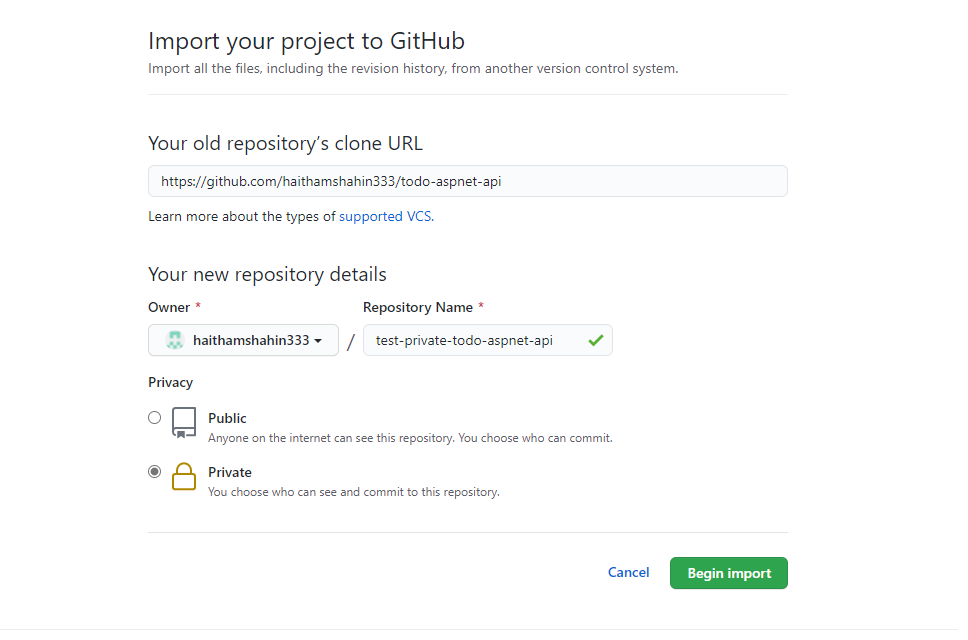 Import your project to GitHub
Import all the files, including the revision history, from another version control system.
Your old repository’s clone URL
https://github.com/haithamshahin333/todo-aspnet-api
Learn more about the types of supported VCS.
Your new repository details
Owner *
Repository Name *
haithamshahin333 / test-private-todo-aspnet-api
Privacy
Public
Anyone on the internet can see this repository. You choose who can commit.
Private
You choose who can see and commit to this repository.
Cancel
Begin import